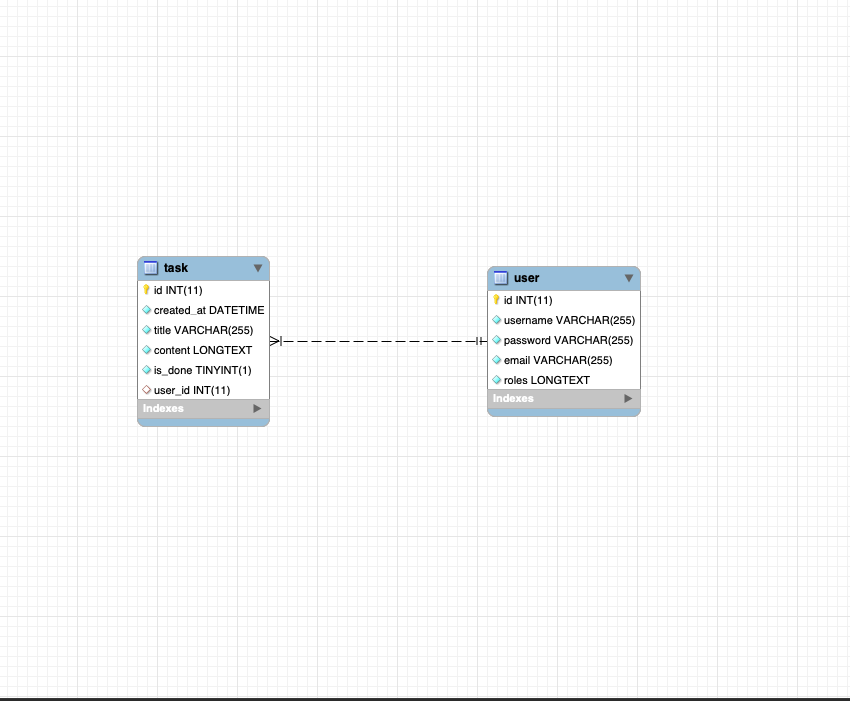 task
id INT(11)
created_at DATETIME
title VARCHAR(255)
content LONGTEXT
is_done TINYINT(1)
user_id INT(11)
Indexes
user
id INT(11)
username VARCHAR(255)
password VARCHAR(255)
email VARCHAR(255)
roles LONGTEXT
Indexes